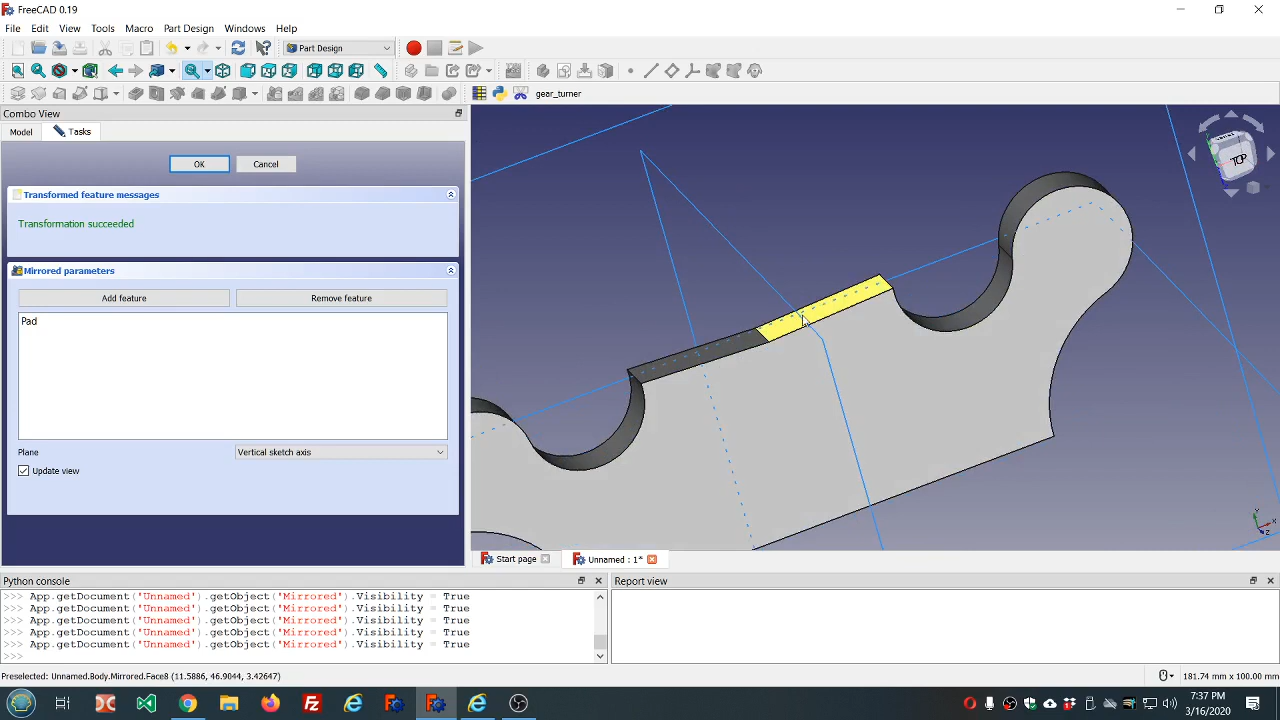 FreeCAD 0.19
File Edit View Tools Macro Part Design Windows Help
Part Design
gear_turner
Combo View
Model Tasks
OK Cancel
Transformed feature messages
Transformation succeeded
Mirrored parameters
Add feature Remove feature
Pad
Plane Vertical sketch axis
Update view
TOP
Start page Unnamed : 1*
Python console
>>> App.getDocument('Unnamed').getObject('Mirrored').Visibility = True
>>> App.getDocument('Unnamed').getObject('Mirrored').Visibility = True
>>> App.getDocument('Unnamed').getObject('Mirrored').Visibility = True
>>> App.getDocument('Unnamed').getObject('Mirrored').Visibility = True
>>> App.getDocument('Unnamed').getObject('Mirrored').Visibility = True
>>>
Report view
Preselected: Unnamed.Body.Mirrored.Face8 (11.5886, 46.9044, 3.42647)
181.74 mm x 100.00 mm
7:37 PM
3/16/2020